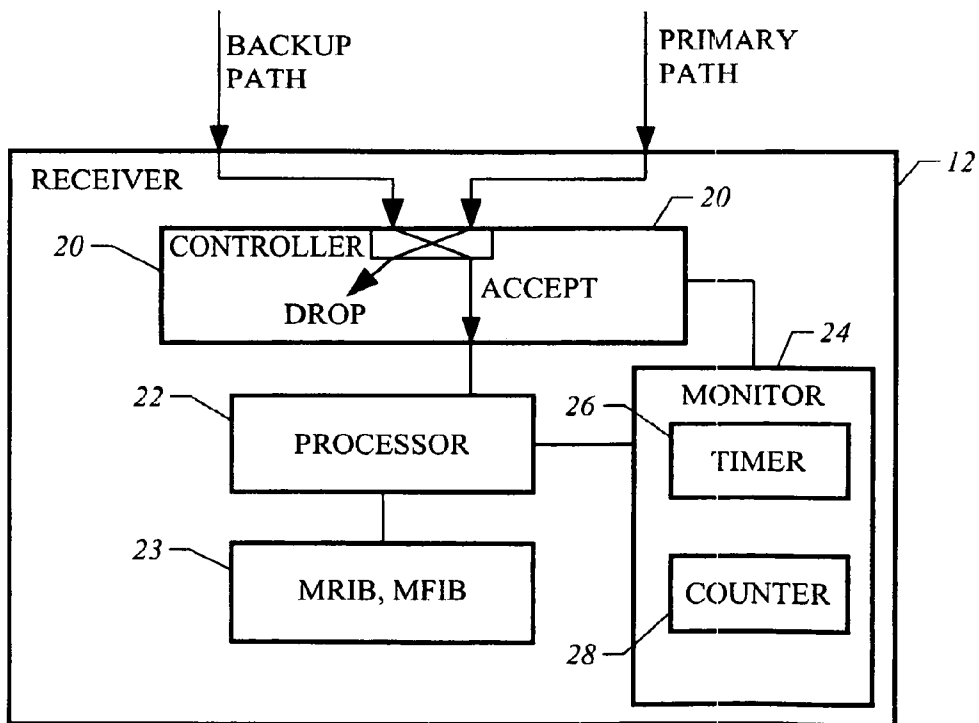 BACKUP
PATH
PRIMARY
PATH
RECEIVER
12
20
20
CONTROLLER
DROP
ACCEPT
24
22
MONITOR
26
PROCESSOR
TIMER
23
MRIB, MFIB
COUNTER
28